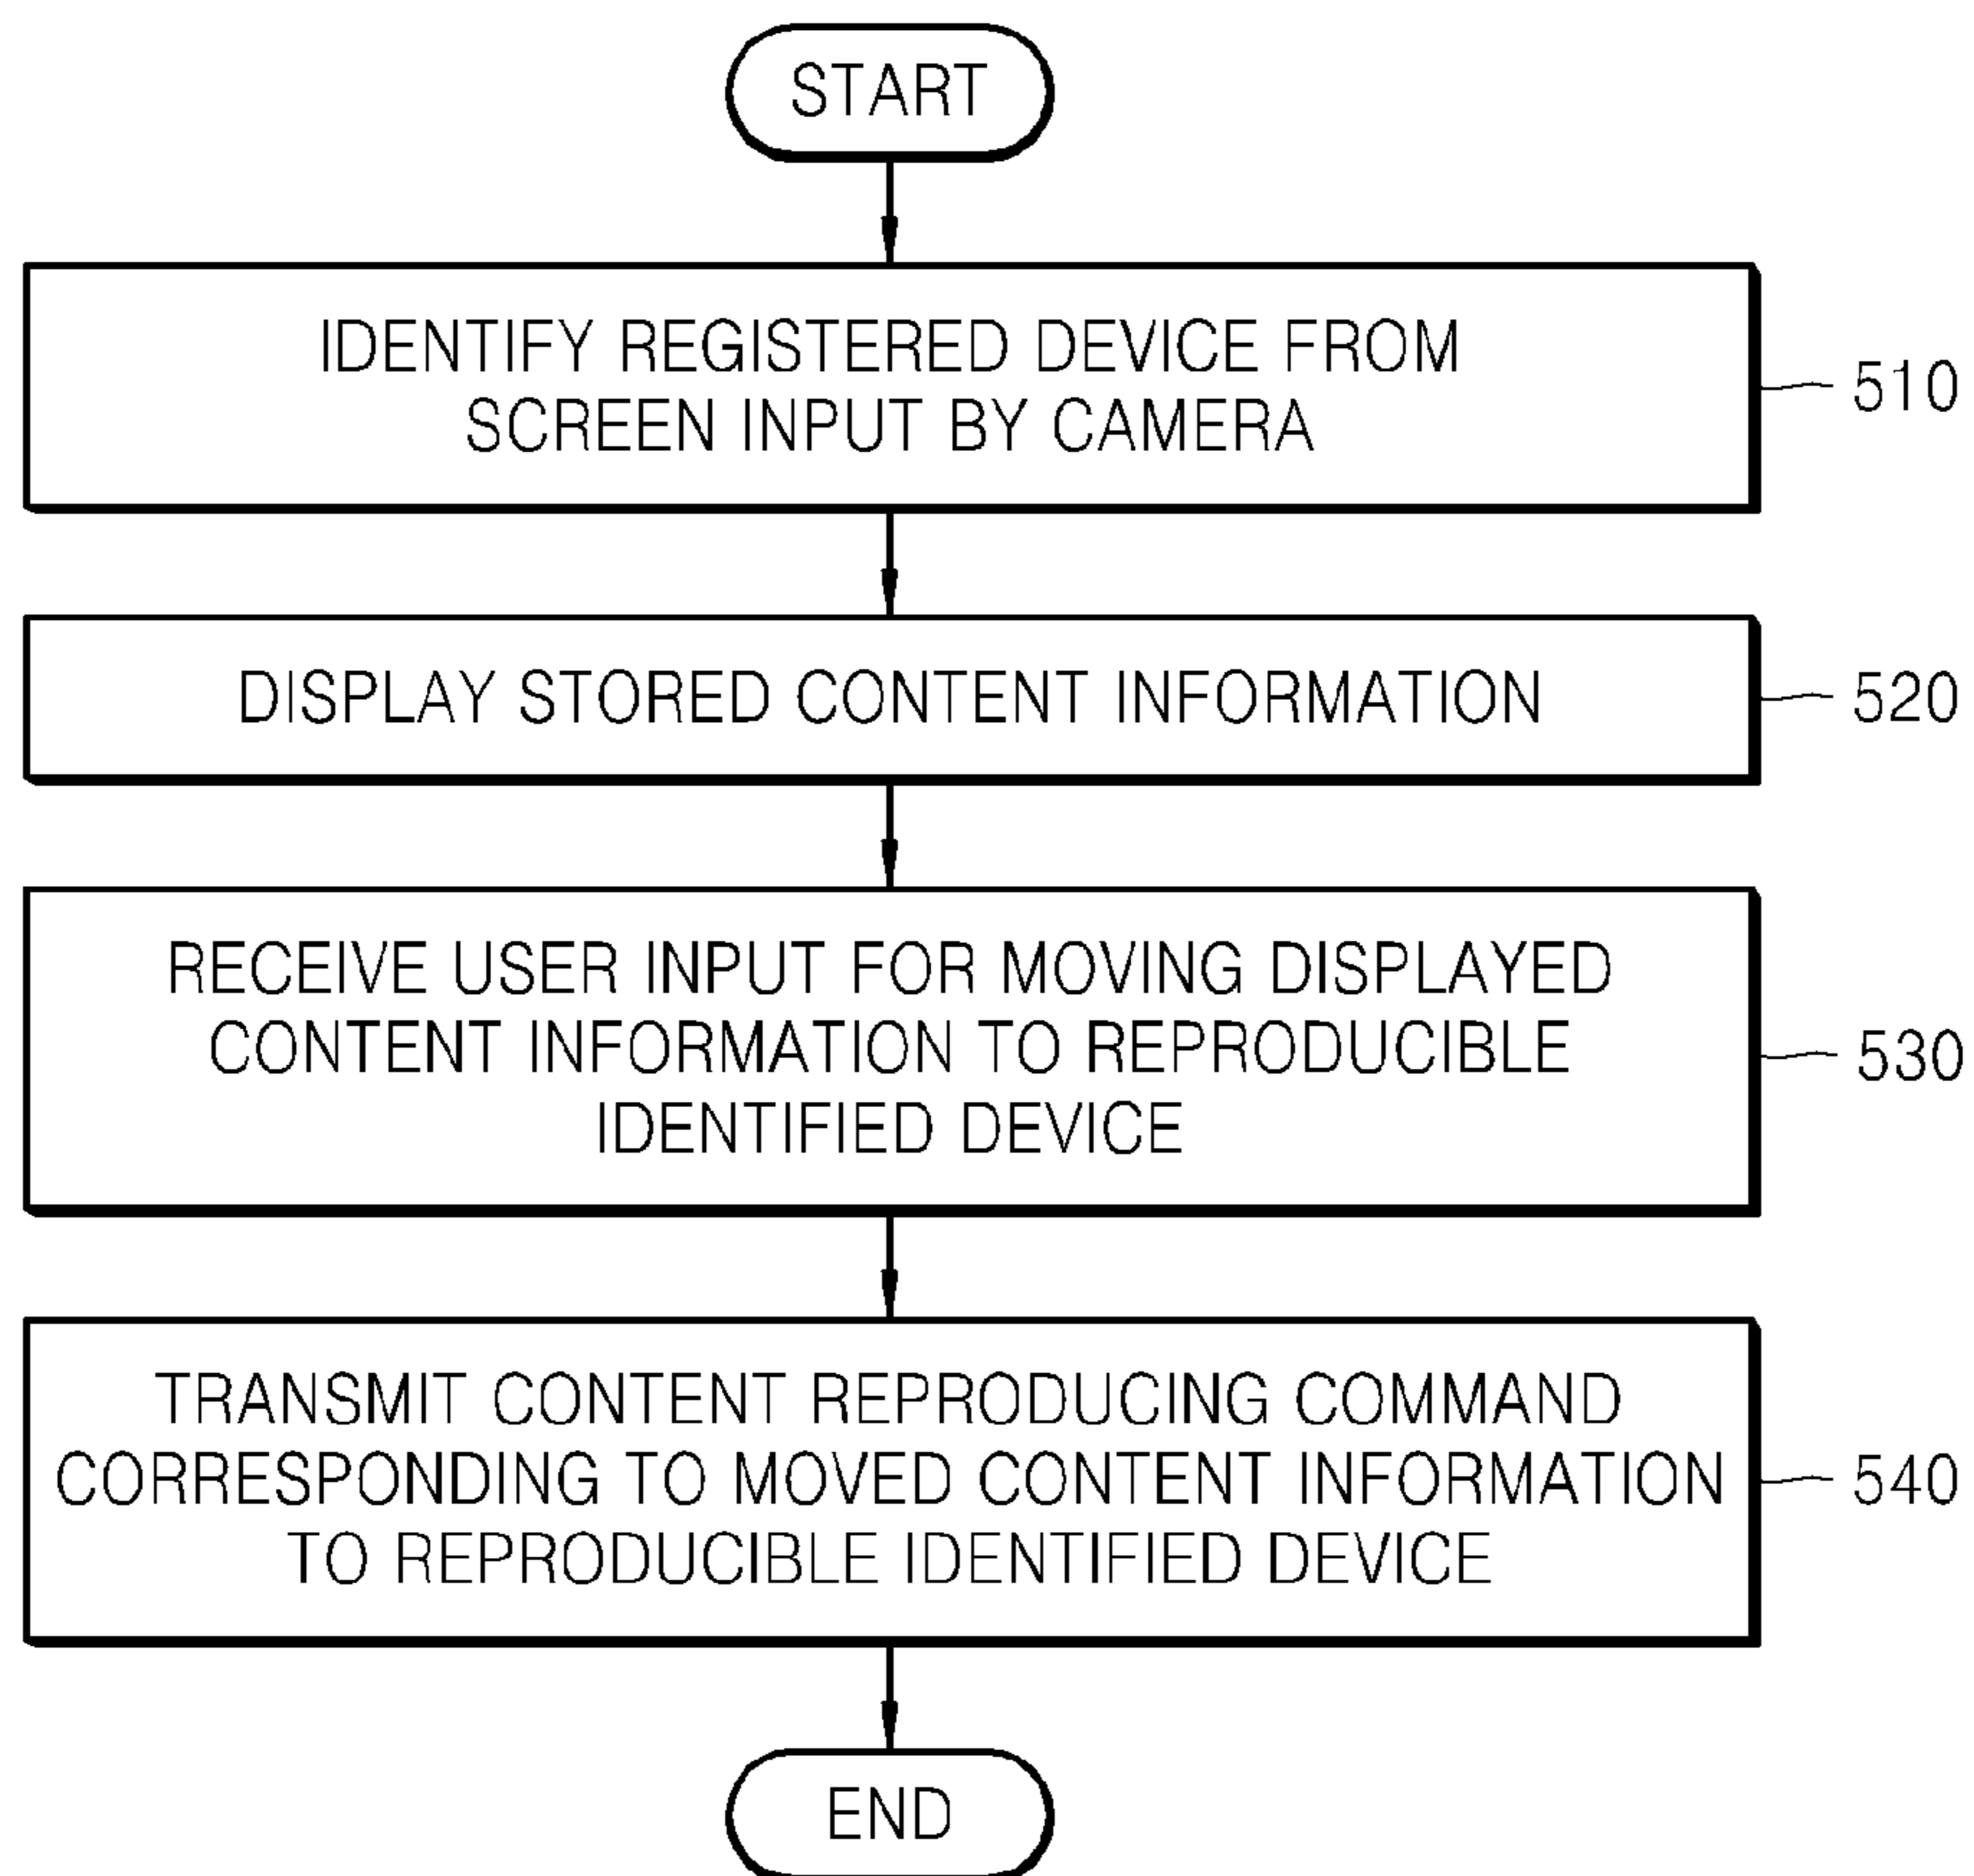 START
IDENTIFY REGISTERED DEVICE FROM
SCREEN INPUT BY CAMERA
510
DISPLAY STORED CONTENT INFORMATION
520
RECEIVE USER INPUT FOR MOVING DISPLAYED
CONTENT INFORMATION TO REPRODUCIBLE
IDENTIFIED DEVICE
530
TRANSMIT CONTENT REPRODUCING COMMAND
CORRESPONDING TO MOVED CONTENT INFORMATION
TO REPRODUCIBLE IDENTIFIED DEVICE
540
END